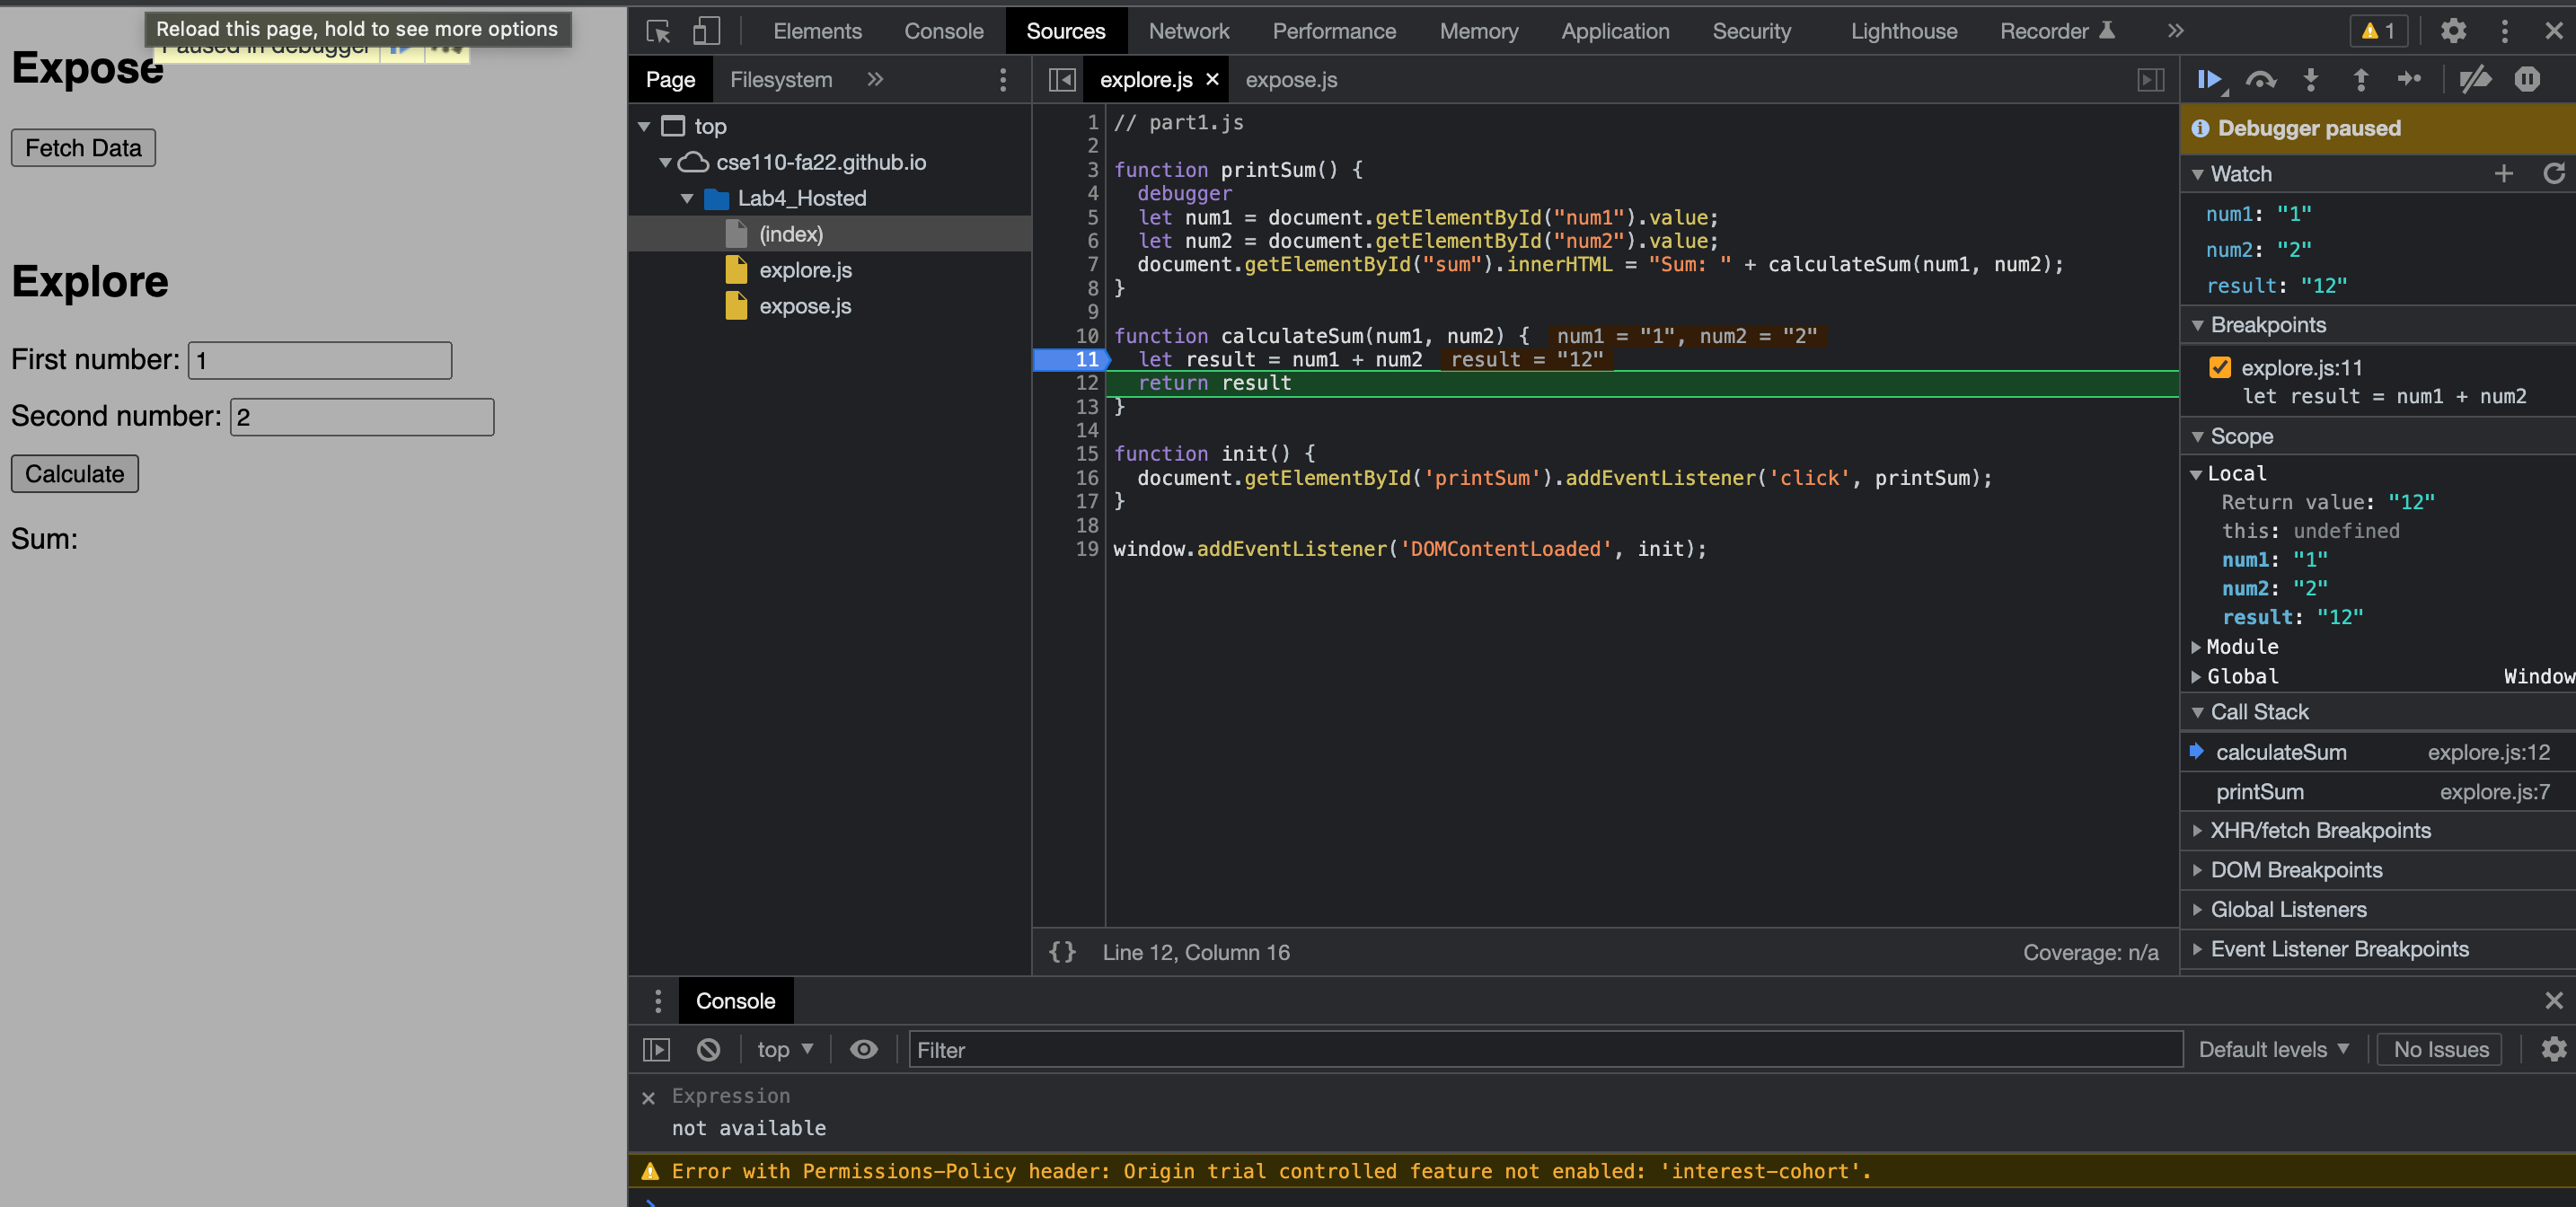 Reload this page, hold to see more options
Paused in debugger
Expose
Fetch Data
Explore
First number: 1
Second number: 2
Calculate
Sum:
Elements Console Sources Network Performance Memory Application Security Lighthouse Recorder 1
Page Filesystem
top
cse110-fa22.github.io
Lab4_Hosted
(index)
explore.js
expose.js
explore.js expose.js
1 // part1.js
2
3 function printSum() {
4 debugger
5 let num1 = document.getElementById("num1").value;
6 let num2 = document.getElementById("num2").value;
7 document.getElementById("sum").innerHTML = "Sum: " + calculateSum(num1, num2);
8 }
9
10 function calculateSum(num1, num2) { num1 = "1", num2 = "2"
11 let result = num1 + num2 result = "12"
12 return result
13 }
14
15 function init() {
16 document.getElementById('printSum').addEventListener('click', printSum);
17 }
18
19 window.addEventListener('DOMContentLoaded', init);
{} Line 12, Column 16 Coverage: n/a
Debugger paused
Watch
num1: "1"
num2: "2"
result: "12"
Breakpoints
explore.js:11
let result = num1 + num2
Scope
Local
Return value: "12"
this: undefined
num1: "1"
num2: "2"
result: "12"
Module
Global Window
Call Stack
calculateSum explore.js:12
printSum explore.js:7
XHR/fetch Breakpoints
DOM Breakpoints
Global Listeners
Event Listener Breakpoints
Console
top Filter Default levels No Issues
Expression
not available
Error with Permissions-Policy header: Origin trial controlled feature not enabled: 'interest-cohort'.